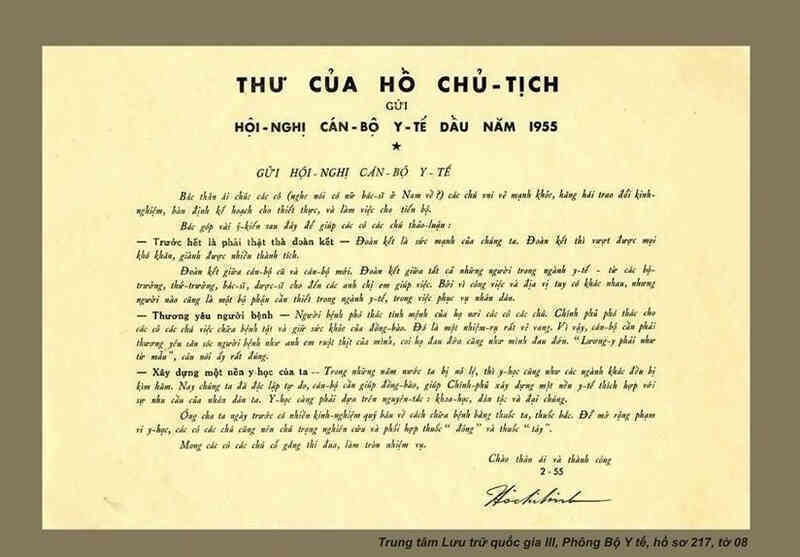 THƯ CỦA HỒ CHỦ-TỊCH
GỬI
HỘI-NGHỊ CÁN-BỘ Y-TẾ DẦU NĂM 1955
★
GỬI HỘI-NGHỊ CÁN-BỘ Y-TẾ
Bác thân ái chúc các cô (nghe nói có nữ bác-sĩ ở Nam về?) các chú vui vẻ mạnh khỏe, hăng hái trao đổi kinh-
nghiệm, bàn định kế hoạch cho thiết thực, và làm việc cho tiến bộ.
Bác góp vài ý-kiến sau đây để giúp các cô các chú thảo-luận :
— Trước hết là phải thật thà đoàn kết — Đoàn kết là sức mạnh của chúng ta. Đoàn kết thì vượt được mọi
khó khăn, giành được nhiều thành tích.
Đoàn kết giữa cán-bộ cũ và cán-bộ mới. Đoàn kết giữa tất cả những người trong ngành y-tế - từ các bộ-
trưởng, thứ-trưởng, bác-sĩ, dược-sĩ cho đến các anh chị em giúp việc. Bởi vì công việc và địa vị tuy có khác nhau, nhưng
người nào cũng là một bộ phận cần thiết trong ngành y-tế, trong việc phục vụ nhân dân.
— Thương yêu người bệnh — Người bệnh phó thác tính mệnh của họ nơi các cô các chú. Chính phủ phó thác cho
các cô các chú việc chữa bệnh tật và giữ sức khỏe của đồng-bào. Đó là một nhiệm-vụ rất vẻ vang. Vì vậy, cán-bộ cần phải
thương yêu săn sóc người bệnh như anh em ruột thịt của mình, coi họ đau đớn cũng như mình đau đớn. "Lương-y phải như
từ mẫu", câu nói ấy rất đúng.
— Xây dựng một nền y học của ta -- Trong những năm nước ta bị nô lệ, thì y-học cũng như các ngành khác đều bị
kìm hãm. Nay chúng ta đã độc lập tự do, cán-bộ cần giúp đồng-bào, giúp Chính-phủ xây dựng một nền y-tế thích hợp với
sự nhu cầu của nhân dân ta. Y-học càng phải dựa trên nguyên-tắc : khoa-học, dân tộc và đại chúng.
Ông cha ta ngày trước có nhiều kinh-nghiệm quý báu về cách chữa bệnh bằng thuốc ta, thuốc bắc. Để mở rộng phạm
vi y-học, các cô các chú cũng nên chú trọng nghiên cứu và phối hợp thuốc " đông" và thuốc "tây".
Mong các cô các chú cố gắng thi đua, làm tròn nhiệm vụ.
Chào thân ái và thành công
2 - 55
Hồ Chí Minh
Trung tâm Lưu trữ quốc gia III, Phông Bộ Y tế, hồ sơ 217, tờ 08